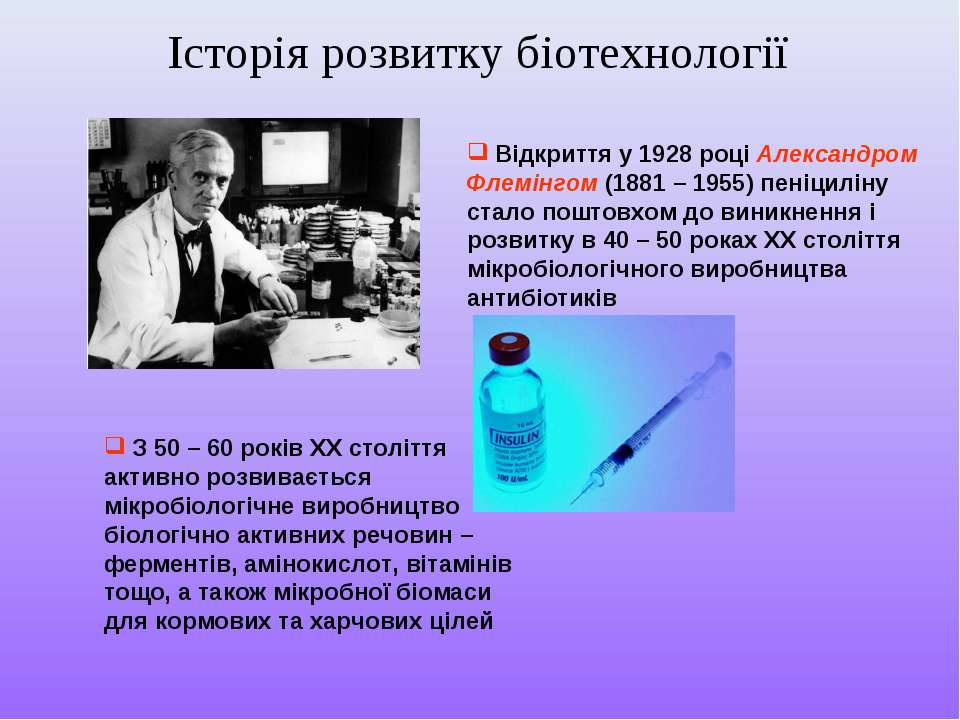 Історія розвитку біотехнології
Відкриття у 1928 році Александром
Флемінгом (1881 – 1955) пеніциліну
стало поштовхом до виникнення і
розвитку в 40 – 50 роках ХХ століття
мікробіологічного виробництва
антибіотиків
10 mL
INSULIN
100 U/mL
З 50 – 60 років ХХ століття
активно розвивається
мікробіологічне виробництво
біологічно активних речовин –
ферментів, амінокислот, вітамінів
тощо, а також мікробної біомаси
для кормових та харчових цілей